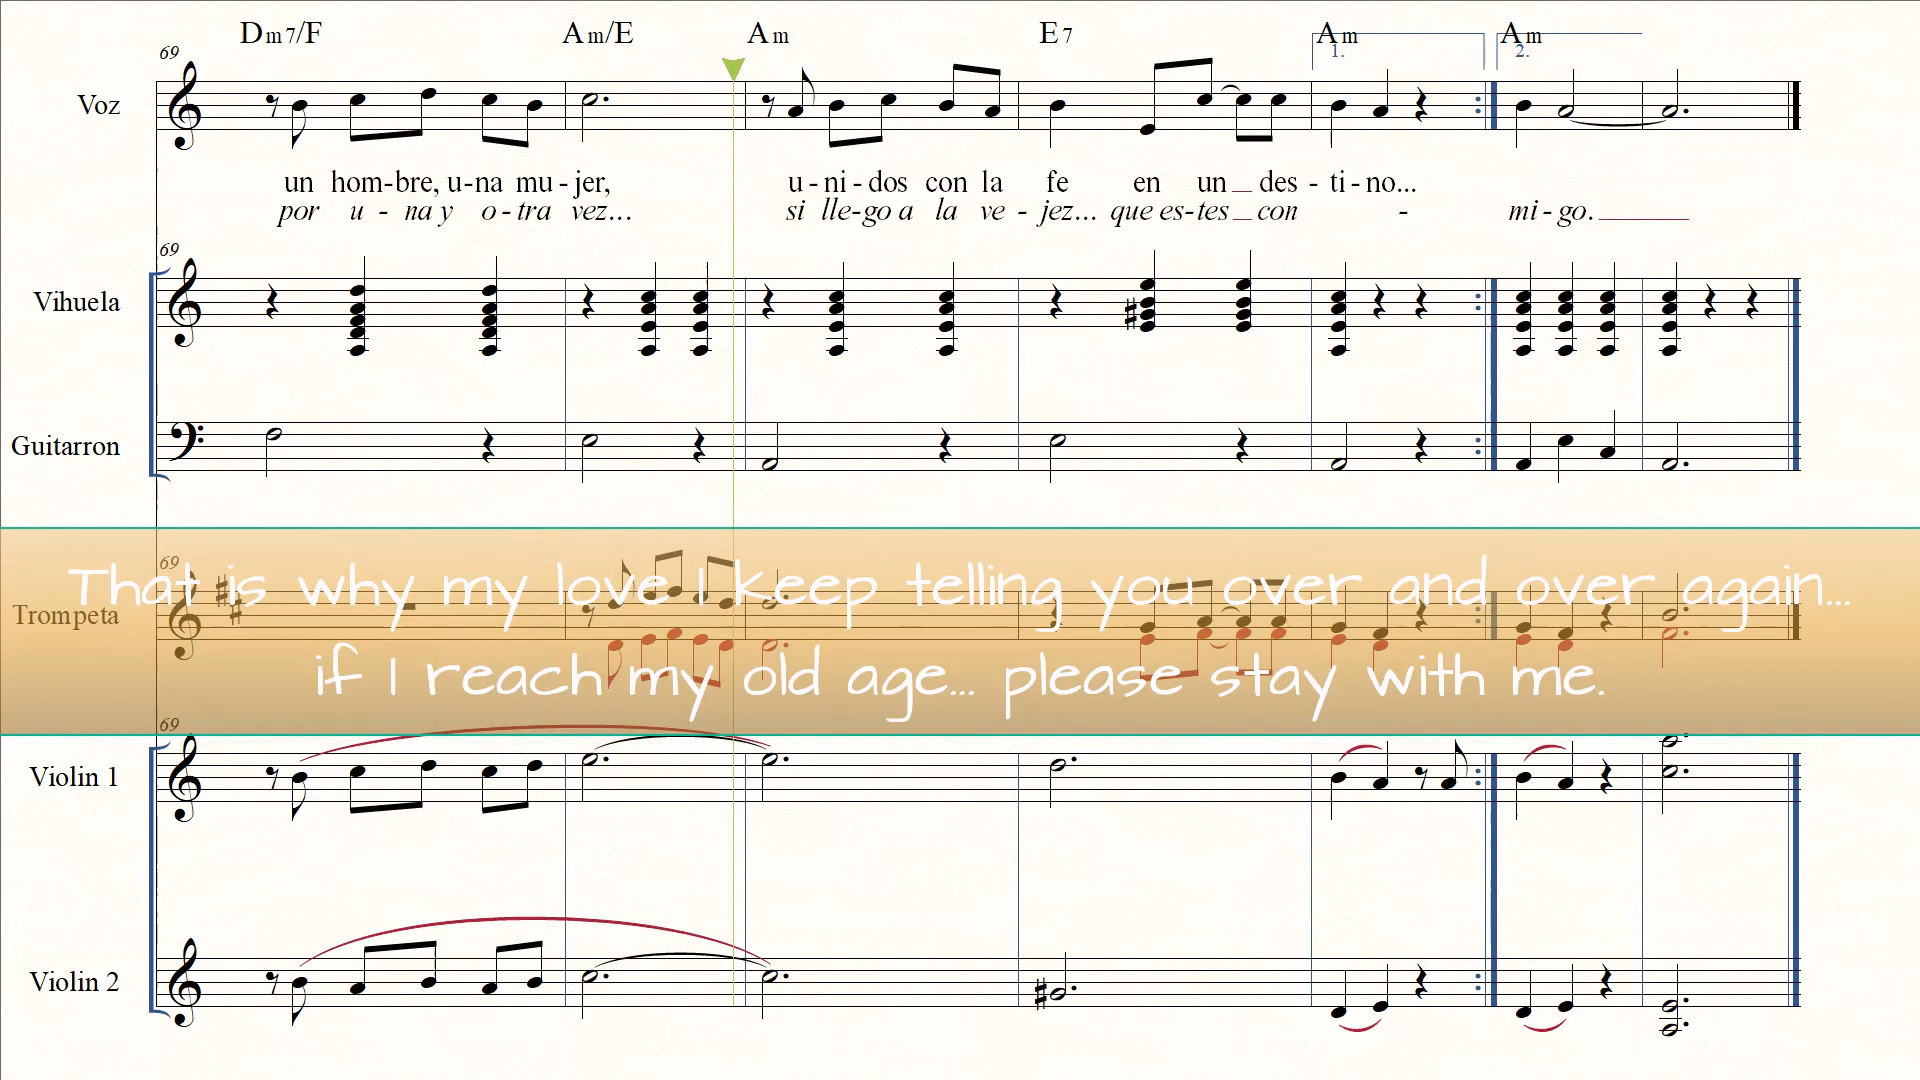 Dm7/F Am/E Am E7 Am Am
69 1. 2.
Voz
un hom-bre, u-na mu-jer, u-ni-dos con la fe en un_ des-ti-no...
por u-na y o-tra vez... si lle-go a la ve-jez... que es-tes_con - mi-go.____
69
Vihuela
Guitarron
69
That is why my love I keep telling you over and over again...
Trompeta
if I reach my old age... please stay with me.
69
Violin 1
Violin 2